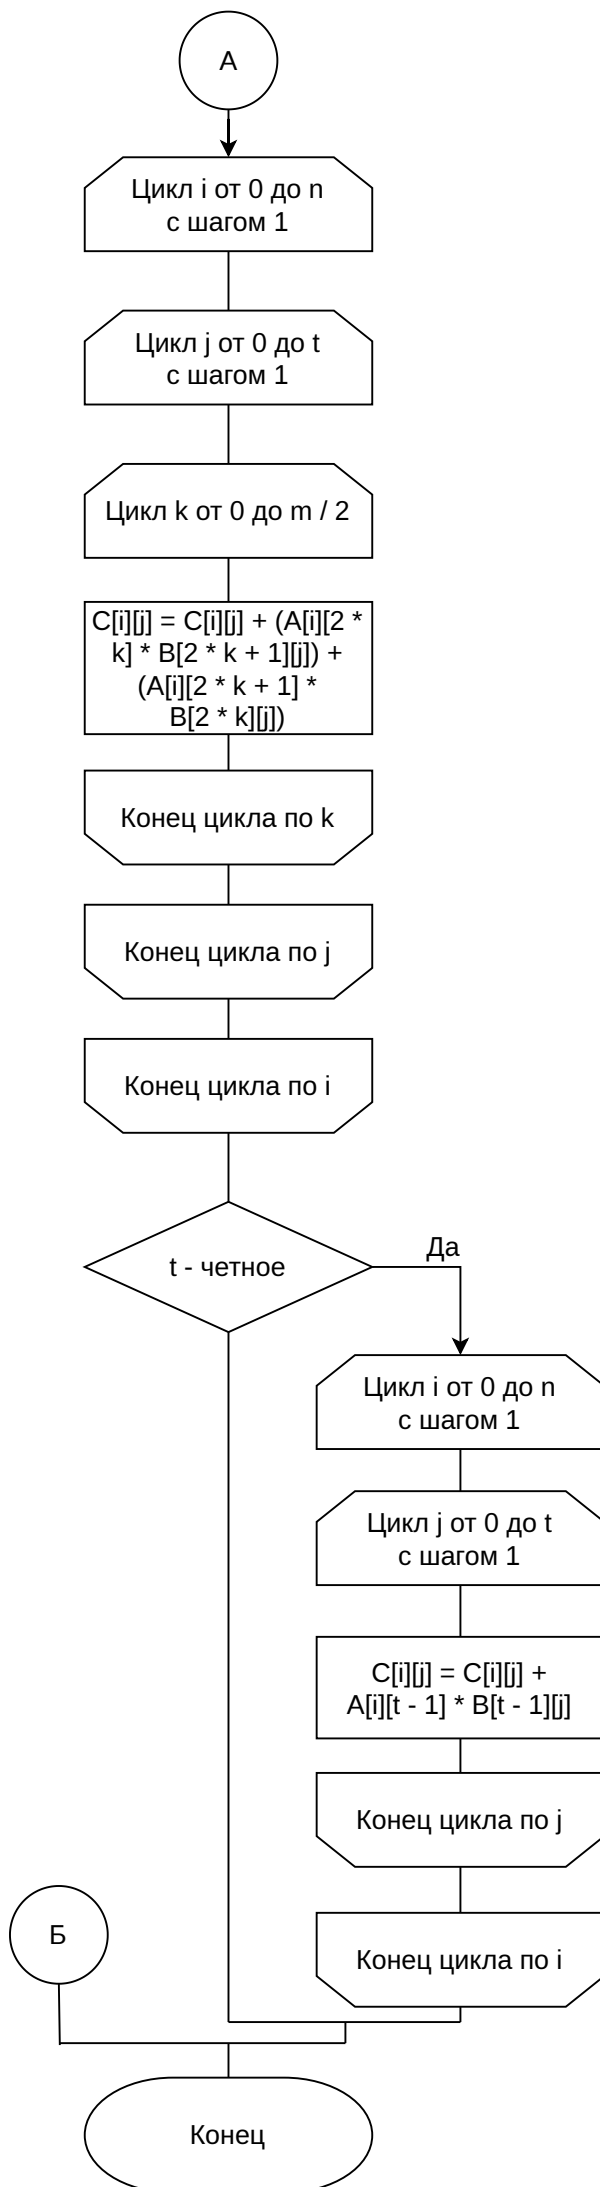 А
Цикл i от 0 до n
с шагом 1
Цикл j от 0 до t
с шагом 1
Цикл k от 0 до m / 2
C[i][j] = C[i][j] + (A[i][2 *
k] * B[2 * k + 1][j]) +
(A[i][2 * k + 1] *
B[2 * k][j])
Конец цикла по k
Конец цикла по j
Конец цикла по i
t - четное
Да
Цикл i от 0 до n
с шагом 1
Цикл j от 0 до t
с шагом 1
C[i][j] = C[i][j] +
A[i][t - 1] * B[t - 1][j]
Конец цикла по j
Б
Конец цикла по i
Конец